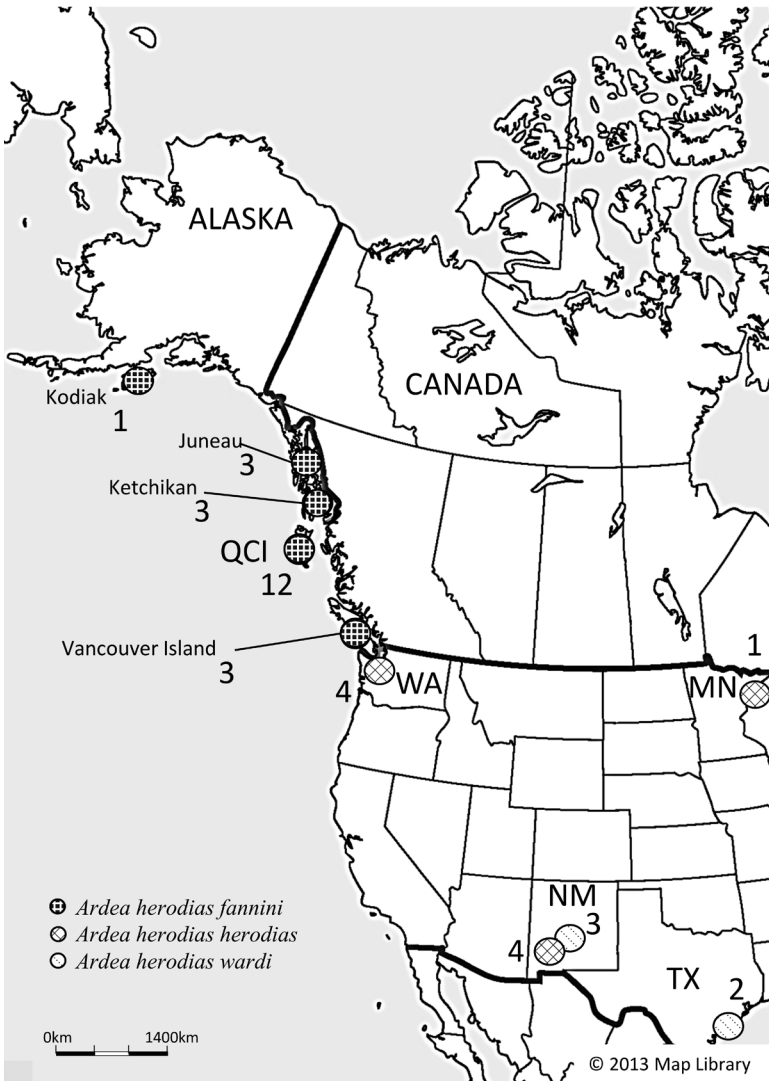 ALASKA
CANADA
Kodiak
1
Juneau
3
Ketchikan
3
QCI
12
Vancouver Island
3
1
4
WA
MN
NM
3
4
TX
2
Ardea herodias fannini
Ardea herodias herodias
Ardea herodias wardi
0km 1400km
© 2013 Map Library